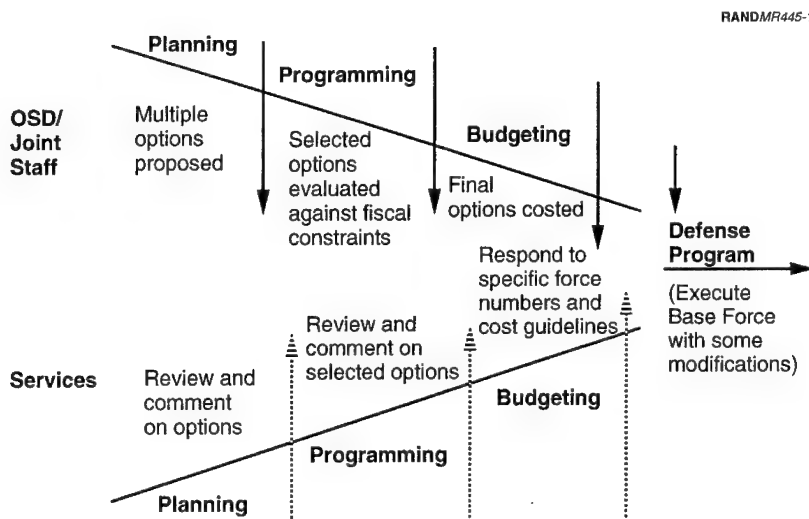 RANDMR445-
Planning
Programming
Budgeting
OSD/
Joint
Staff
Multiple
options
proposed
Selected
options
evaluated
against fiscal
constraints
Final
options costed
Defense
Program
(Execute
Base Force
with some
modifications)
Respond to
specific force
numbers and
cost guidelines
Review and
comment on
selected options
Services
Review and
comment
on options
Budgeting
Programming
Planning